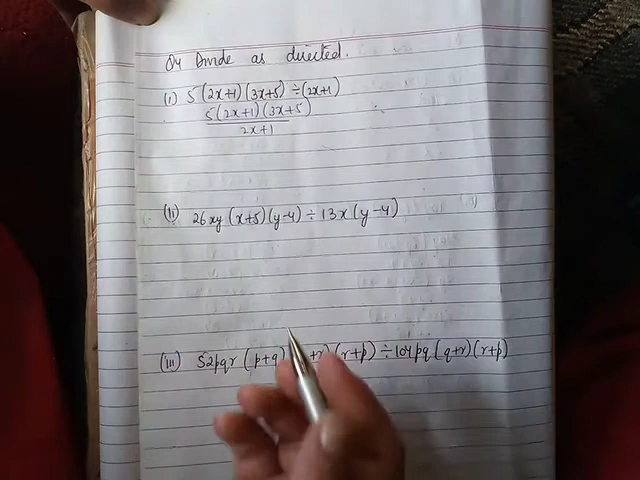 Q4 Divide as directed.
(i) 5(2x+1)(3x+5) ÷ (2x+1)
5(2x+1)(3x+5)
2x+1
(ii) 26xy(x+5)(y-4) ÷ 13x(y-4)
(iii) 52pqr(p+q)( +r)(r+p) ÷ 104pq(q+r)(r+p)